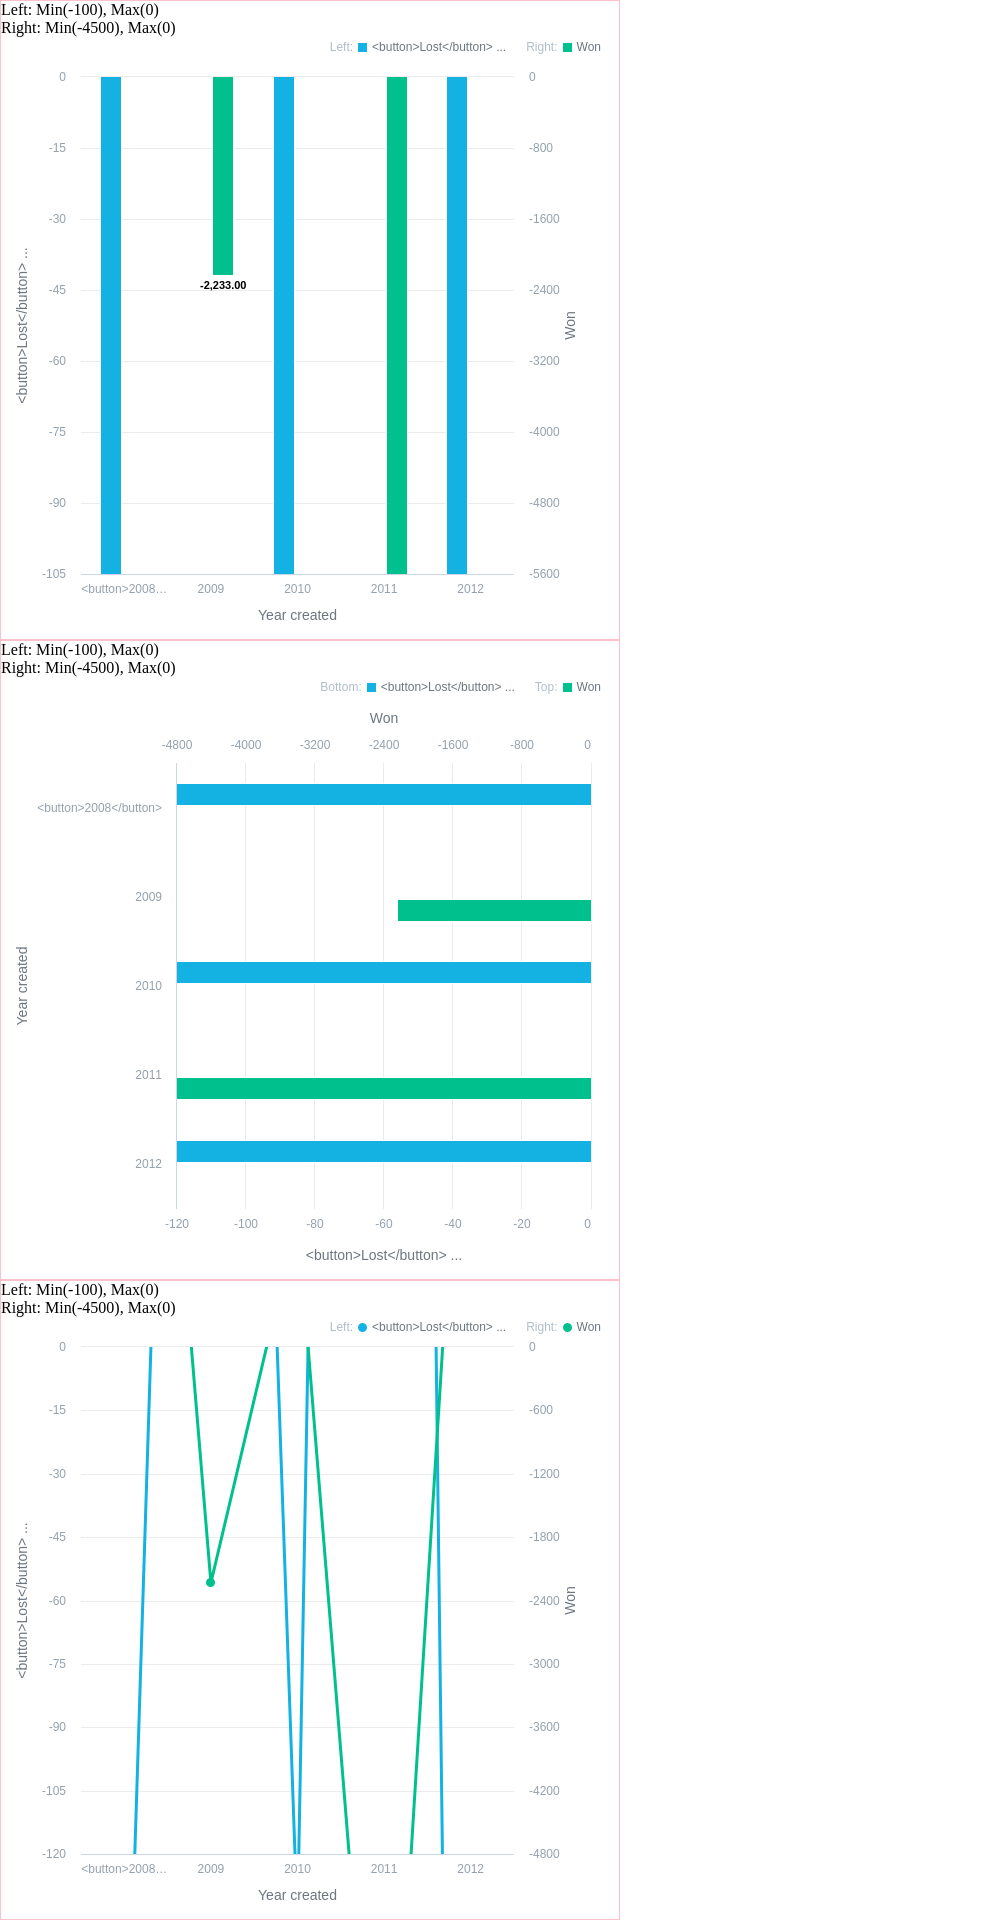 Left: Min(-100), Max(0)
Right: Min(-4500), Max(0)
Left: <button>Lost</button> ... Right: Won
0 0
-15 -800
-30 -1600
-2,233.00
-45 -2400
<button>Lost</button> ...
Won
-60 -3200
-75 -4000
-90 -4800
-105 -5600
<button>2008… 2009 2010 2011 2012
Year created
Left: Min(-100), Max(0)
Right: Min(-4500), Max(0)
Bottom: <button>Lost</button> ... Top: Won
Won
-4800 -4000 -3200 -2400 -1600 -800 0
<button>2008</button>
2009
Year created
2010
2011
2012
-120 -100 -80 -60 -40 -20 0
<button>Lost</button> ...
Left: Min(-100), Max(0)
Right: Min(-4500), Max(0)
Left: <button>Lost</button> ... Right: Won
0 0
-15 -600
-30 -1200
-45 -1800
<button>Lost</button> ...
Won
-60 -2400
-75 -3000
-90 -3600
-105 -4200
-120 -4800
<button>2008… 2009 2010 2011 2012
Year created